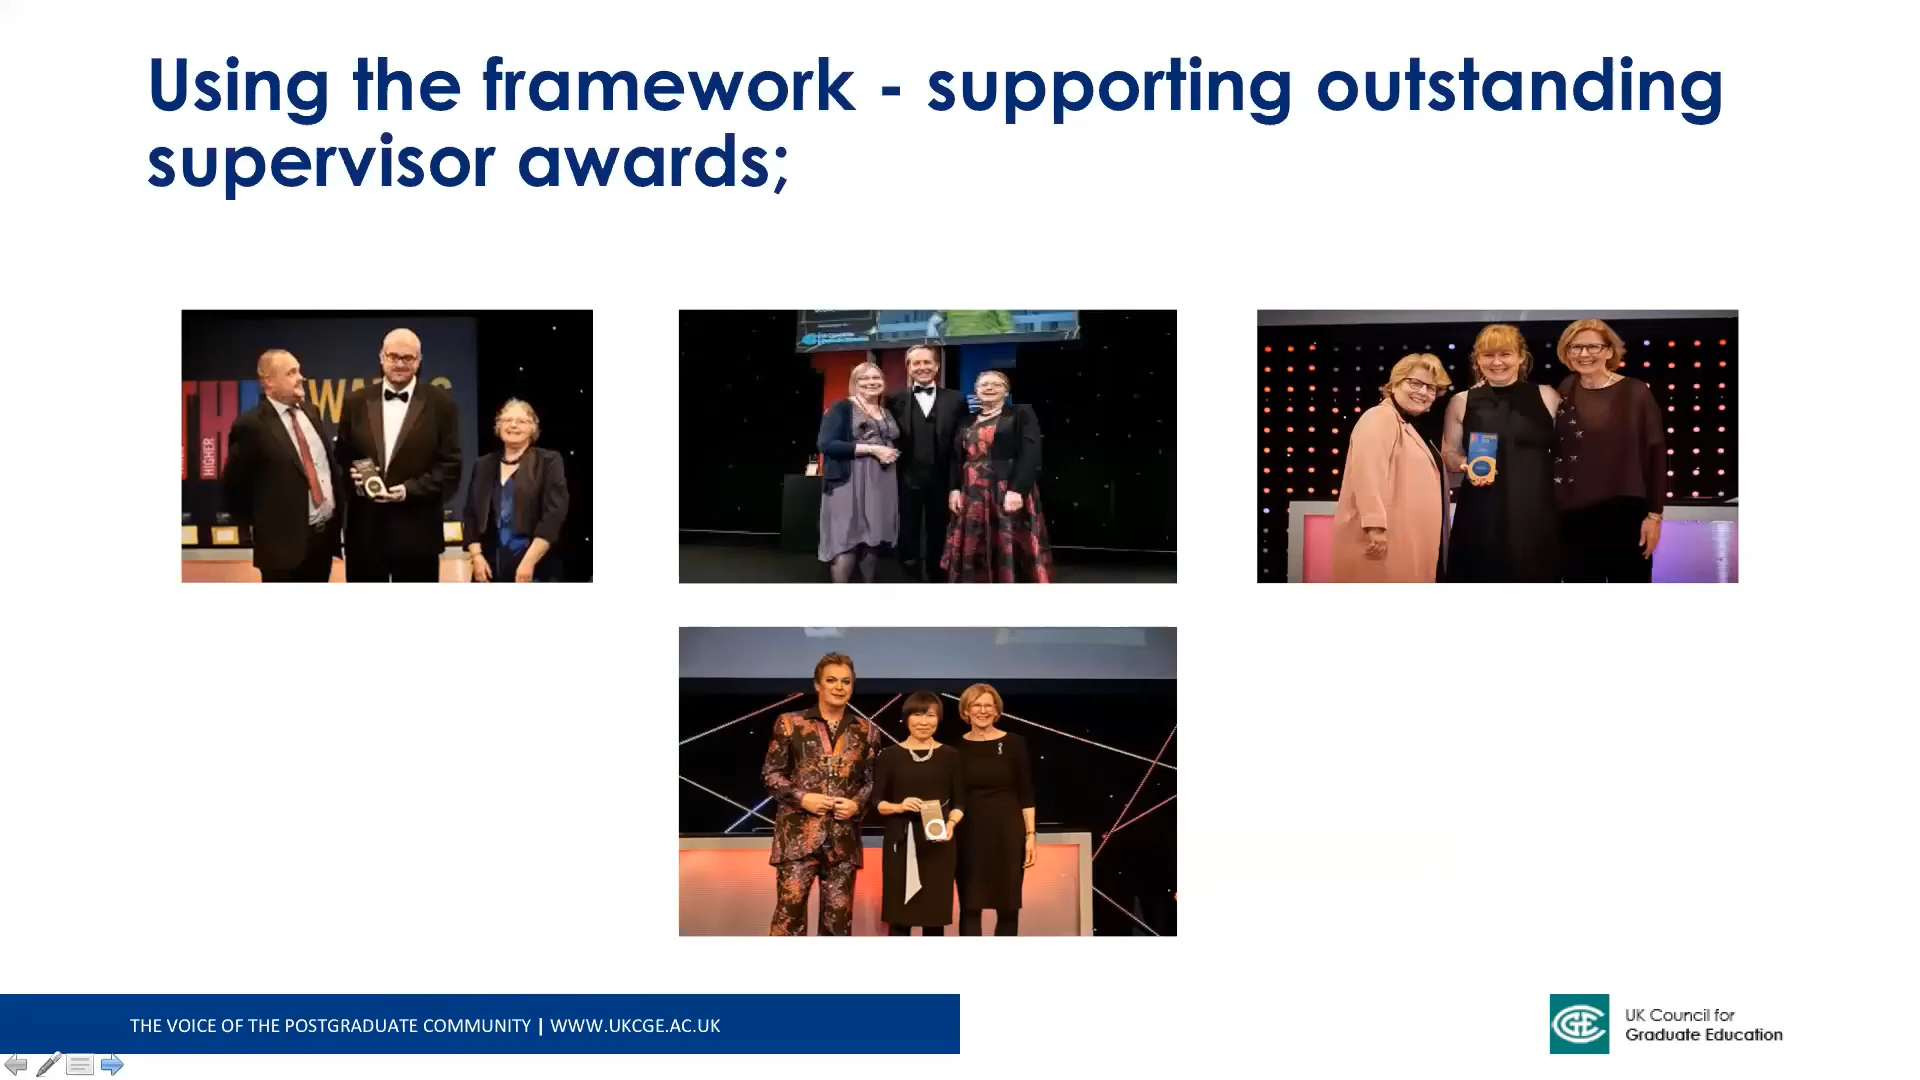 Using the framework - supporting outstanding
supervisor awards;
HIGHER
THE VOICE OF THE POSTGRADUATE COMMUNITY | WWW.UKCGE.AC.UK
UK Council for
Graduate Education